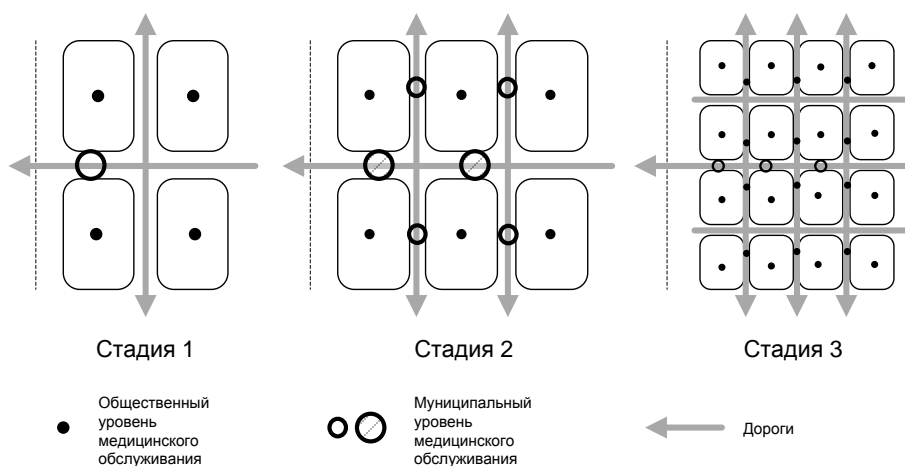 Стадия 1
Стадия 2
Стадия 3
Общественный
уровень
медицинского
обслуживания
Муниципальный
уровень
медицинского
обслуживания
Дороги